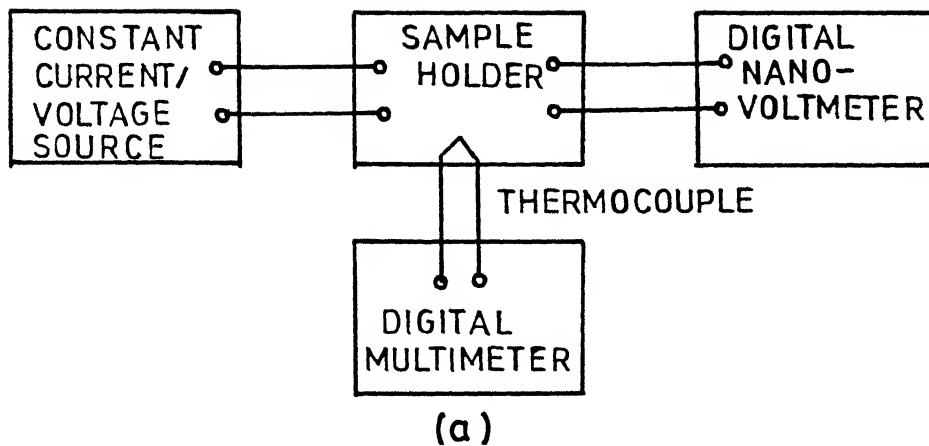 CONSTANT
CURRENT/
VOLTAGE
SOURCE
SAMPLE
HOLDER
DIGITAL
NANO-
VOLTMETER
THERMOCOUPLE
DIGITAL
MULTIMETER
(a)